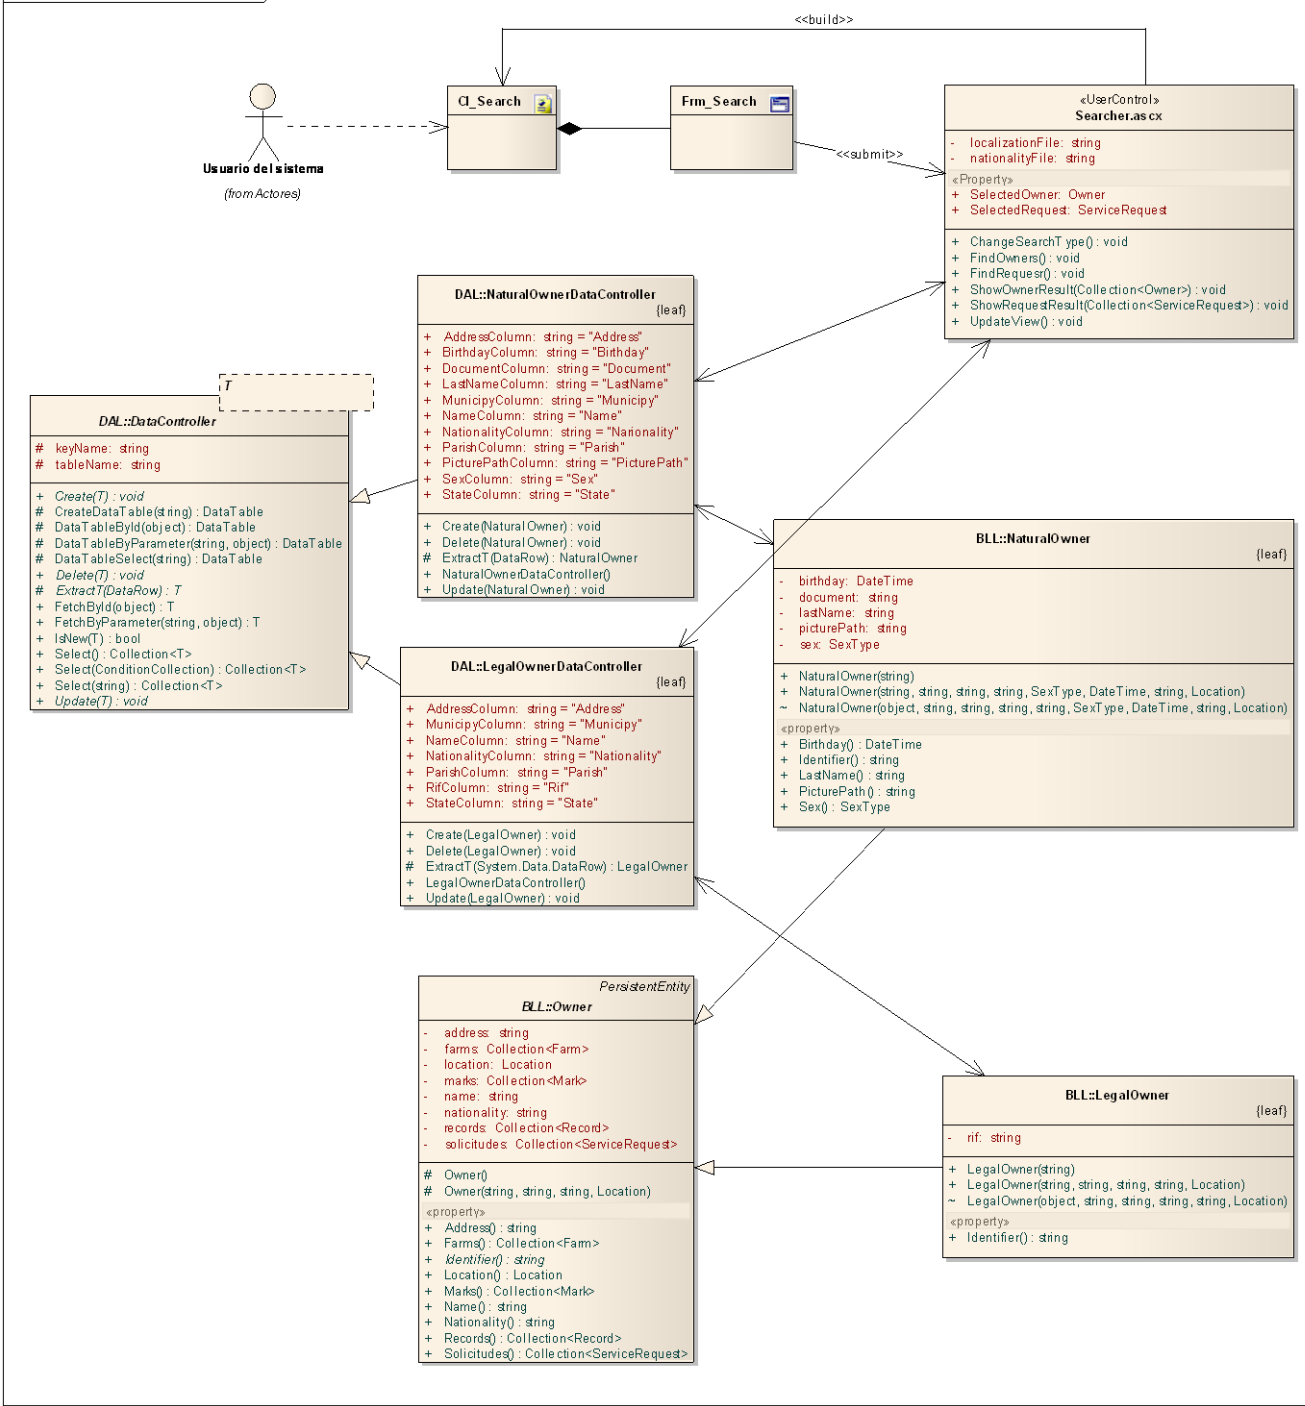 <<build>>
Cl_Search
Frm_Search
<<submit>>
Usuario del sistema
(from Actores)
«UserControl»
Searcher.ascx
- localizationFile: string
- nationalityFile: string
«Property»
+ SelectedOwner: Owner
+ SelectedRequest: ServiceRequest
+ ChangeSearchType() : void
+ FindOwners() : void
+ FindRequesr() : void
+ ShowOwnerResult(Collection<Owner>) : void
+ ShowRequestResult(Collection<ServiceRequest>) : void
+ UpdateView() : void
DAL::NaturalOwnerDataController
{leaf}
+ AddressColumn: string = "Address"
+ BirthdayColumn: string = "Birthday"
+ DocumentColumn: string = "Document"
+ LastNameColumn: string = "LastName"
+ MunicipyColumn: string = "Municipy"
+ NameColumn: string = "Name"
+ NationalityColumn: string = "Narionality"
+ ParishColumn: string = "Parish"
+ PicturePathColumn: string = "PicturePath"
+ SexColumn: string = "Sex"
+ StateColumn: string = "State"
+ Create(NaturalOwner) : void
+ Delete(NaturalOwner) : void
# ExtractT(DataRow) : NaturalOwner
+ NaturalOwnerDataController()
+ Update(NaturalOwner) : void
T
DAL::DataController
# keyName: string
# tableName: string
+ Create(T) : void
# CreateDataTable(string) : DataTable
# DataTableById(object) : DataTable
# DataTableByParameter(string, object) : DataTable
# DataTableSelect(string) : DataTable
+ Delete(T) : void
# ExtractT(DataRow) : T
+ FetchById(object) : T
+ FetchByParameter(string, object) : T
+ IsNew(T) : bool
+ Select() : Collection<T>
+ Select(ConditionCollection) : Collection<T>
+ Select(string) : Collection<T>
+ Update(T) : void
BLL::NaturalOwner
{leaf}
- birthday: DateTime
- document: string
- lastName: string
- picturePath: string
- sex: SexType
+ NaturalOwner(string)
+ NaturalOwner(string, string, string, string, SexType, DateTime, string, Location)
~ NaturalOwner(object, string, string, string, string, SexType, DateTime, string, Location)
«property»
+ Birthday() : DateTime
+ Identifier() : string
+ LastName() : string
+ PicturePath() : string
+ Sex() : SexType
DAL::LegalOwnerDataController
{leaf}
+ AddressColumn: string = "Address"
+ MunicipyColumn: string = "Municipy"
+ NameColumn: string = "Name"
+ NationalityColumn: string = "Nationality"
+ ParishColumn: string = "Parish"
+ RifColumn: string = "Rif"
+ StateColumn: string = "State"
+ Create(LegalOwner) : void
+ Delete(LegalOwner) : void
# ExtractT(System.Data.DataRow) : LegalOwner
+ LegalOwnerDataController()
+ Update(LegalOwner) : void
PersistentEntity
BLL::Owner
- address: string
- farms: Collection<Farm>
- location: Location
- marks: Collection<Mark>
- name: string
- nationality: string
- records: Collection<Record>
- solicitudes: Collection<ServiceRequest>
# Owner()
# Owner(string, string, string, Location)
«property»
+ Address() : string
+ Farms() : Collection<Farm>
+ Identifier() : string
+ Location() : Location
+ Marks() : Collection<Mark>
+ Name() : string
+ Nationality() : string
+ Records() : Collection<Record>
+ Solicitudes() : Collection<ServiceRequest>
BLL::LegalOwner
{leaf}
- rif: string
+ LegalOwner(string)
+ LegalOwner(string, string, string, string, Location)
~ LegalOwner(object, string, string, string, string, Location)
«property»
+ Identifier() : string